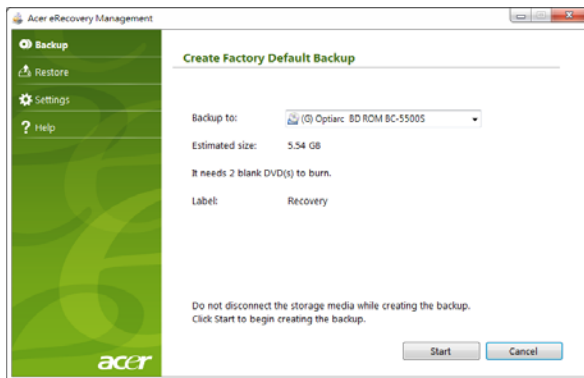 Acer eRecovery Management
Backup
Restore
Settings
Help
Create Factory Default Backup
Backup to: (G) Optiarc BD ROM BC-5500S
Estimated size: 5.54 GB
It needs 2 blank DVD(s) to burn.
Label: Recovery
Do not disconnect the storage media while creating the backup.
Click Start to begin creating the backup.
Start Cancel
acer